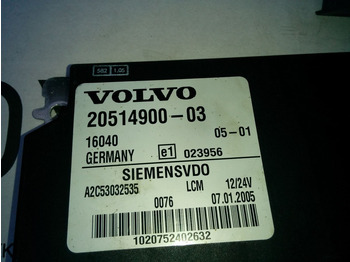 582 1.05
VOLVO
20514900-03
16040 05-01
GERMANY e1 023956
SIEMENSVDO
A2C53032535 LCM 12/24V
0076 07.01.2005
1020752402632